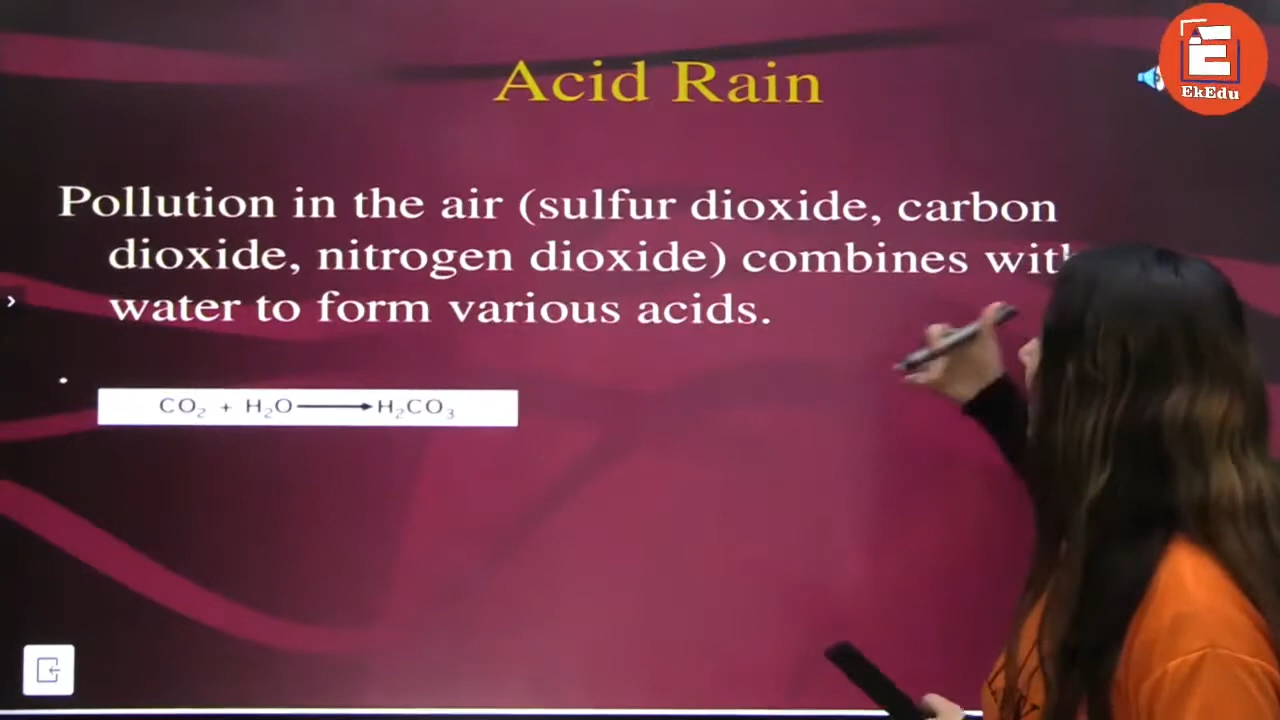 Acid Rain
EkEdu
Pollution in the air (sulfur dioxide, carbon
dioxide, nitrogen dioxide) combines
water to form various acids.
CO₂ + H₂O ⟶ H₂CO₃